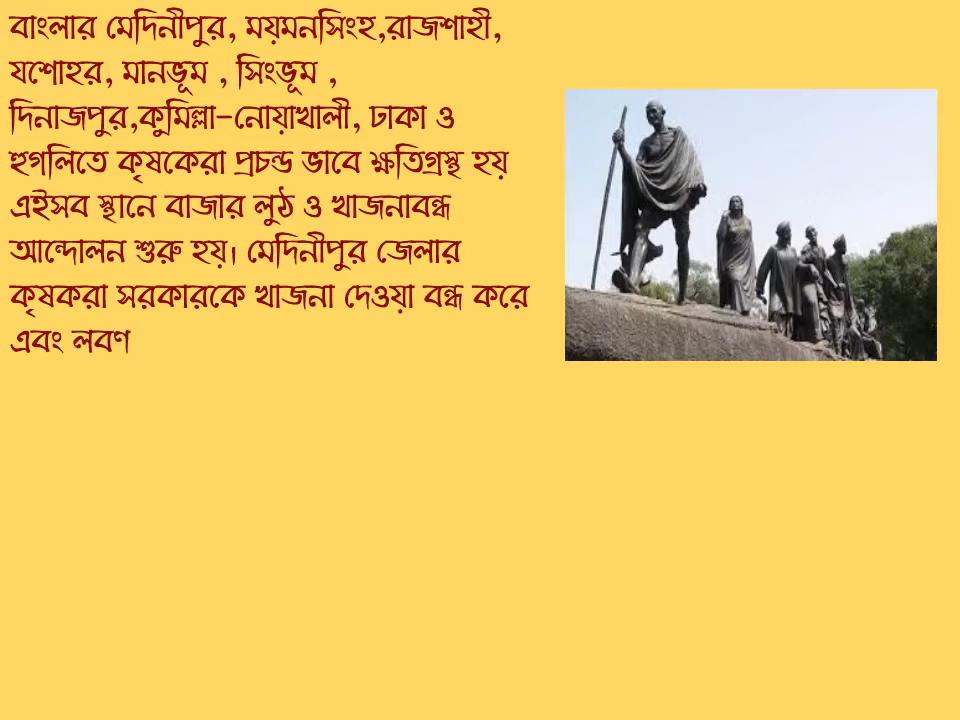 বাংলার মেদিনীপুর, ময়মনসিংহ,রাজশাহী,
যশোহর, মানভূম , সিংভূম ,
দিনাজপুর,কুমিল্লা-নোয়াখালী, ঢাকা ও
হুগলিতে কৃষকেরা প্রচন্ড ভাবে ক্ষতিগ্রস্থ হয়
এইসব স্থানে বাজার লুঠ ও খাজনাবন্ধ
আন্দোলন শুরু হয়। মেদিনীপুর জেলার
কৃষকরা সরকারকে খাজনা দেওয়া বন্ধ করে
এবং লবণ